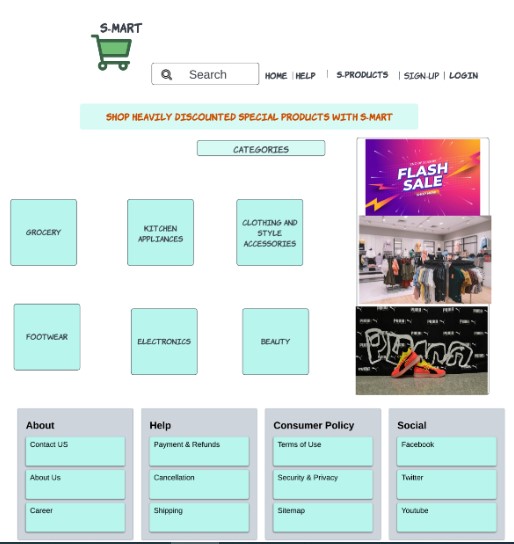 S-MART
Search
HOME | HELP | S-PRODUCTS | SIGN-UP | LOGIN
SHOP HEAVILY DISCOUNTED SPECIAL PRODUCTS WITH S-MART
CATEGORIES
FLASH
SALE
GROCERY
KITCHEN
APPLIANCES
CLOTHING AND
STYLE
ACCESSORIES
FOOTWEAR
ELECTRONICS
BEAUTY
PUMA
About
Contact US
About Us
Career
Help
Payment & Refunds
Cancellation
Shipping
Consumer Policy
Terms of Use
Security & Privacy
Sitemap
Social
Facebook
Twitter
Youtube